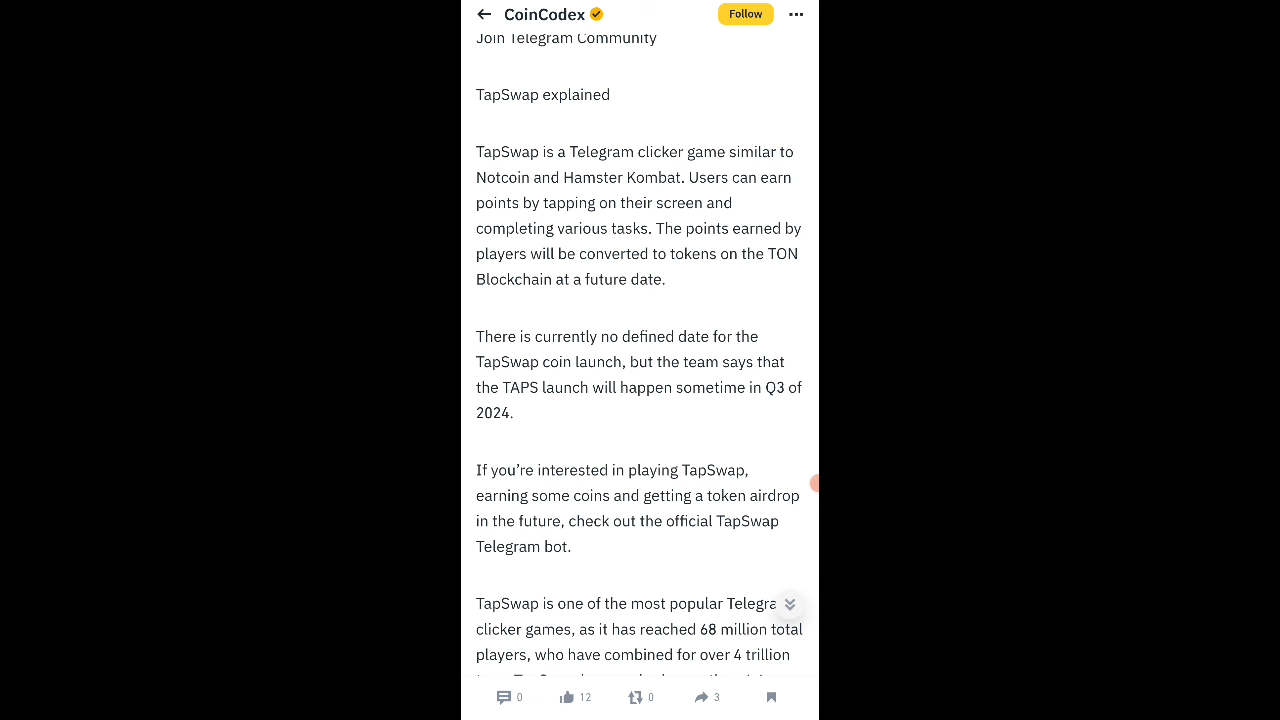 CoinCodex
Follow
Join Telegram Community
TapSwap explained
TapSwap is a Telegram clicker game similar to
Notcoin and Hamster Kombat. Users can earn
points by tapping on their screen and
completing various tasks. The points earned by
players will be converted to tokens on the TON
Blockchain at a future date.
There is currently no defined date for the
TapSwap coin launch, but the team says that
the TAPS launch will happen sometime in Q3 of
2024.
If you’re interested in playing TapSwap,
earning some coins and getting a token airdrop
in the future, check out the official TapSwap
Telegram bot.
TapSwap is one of the most popular Telegra
clicker games, as it has reached 68 million total
players, who have combined for over 4 trillion
0 12 0 3